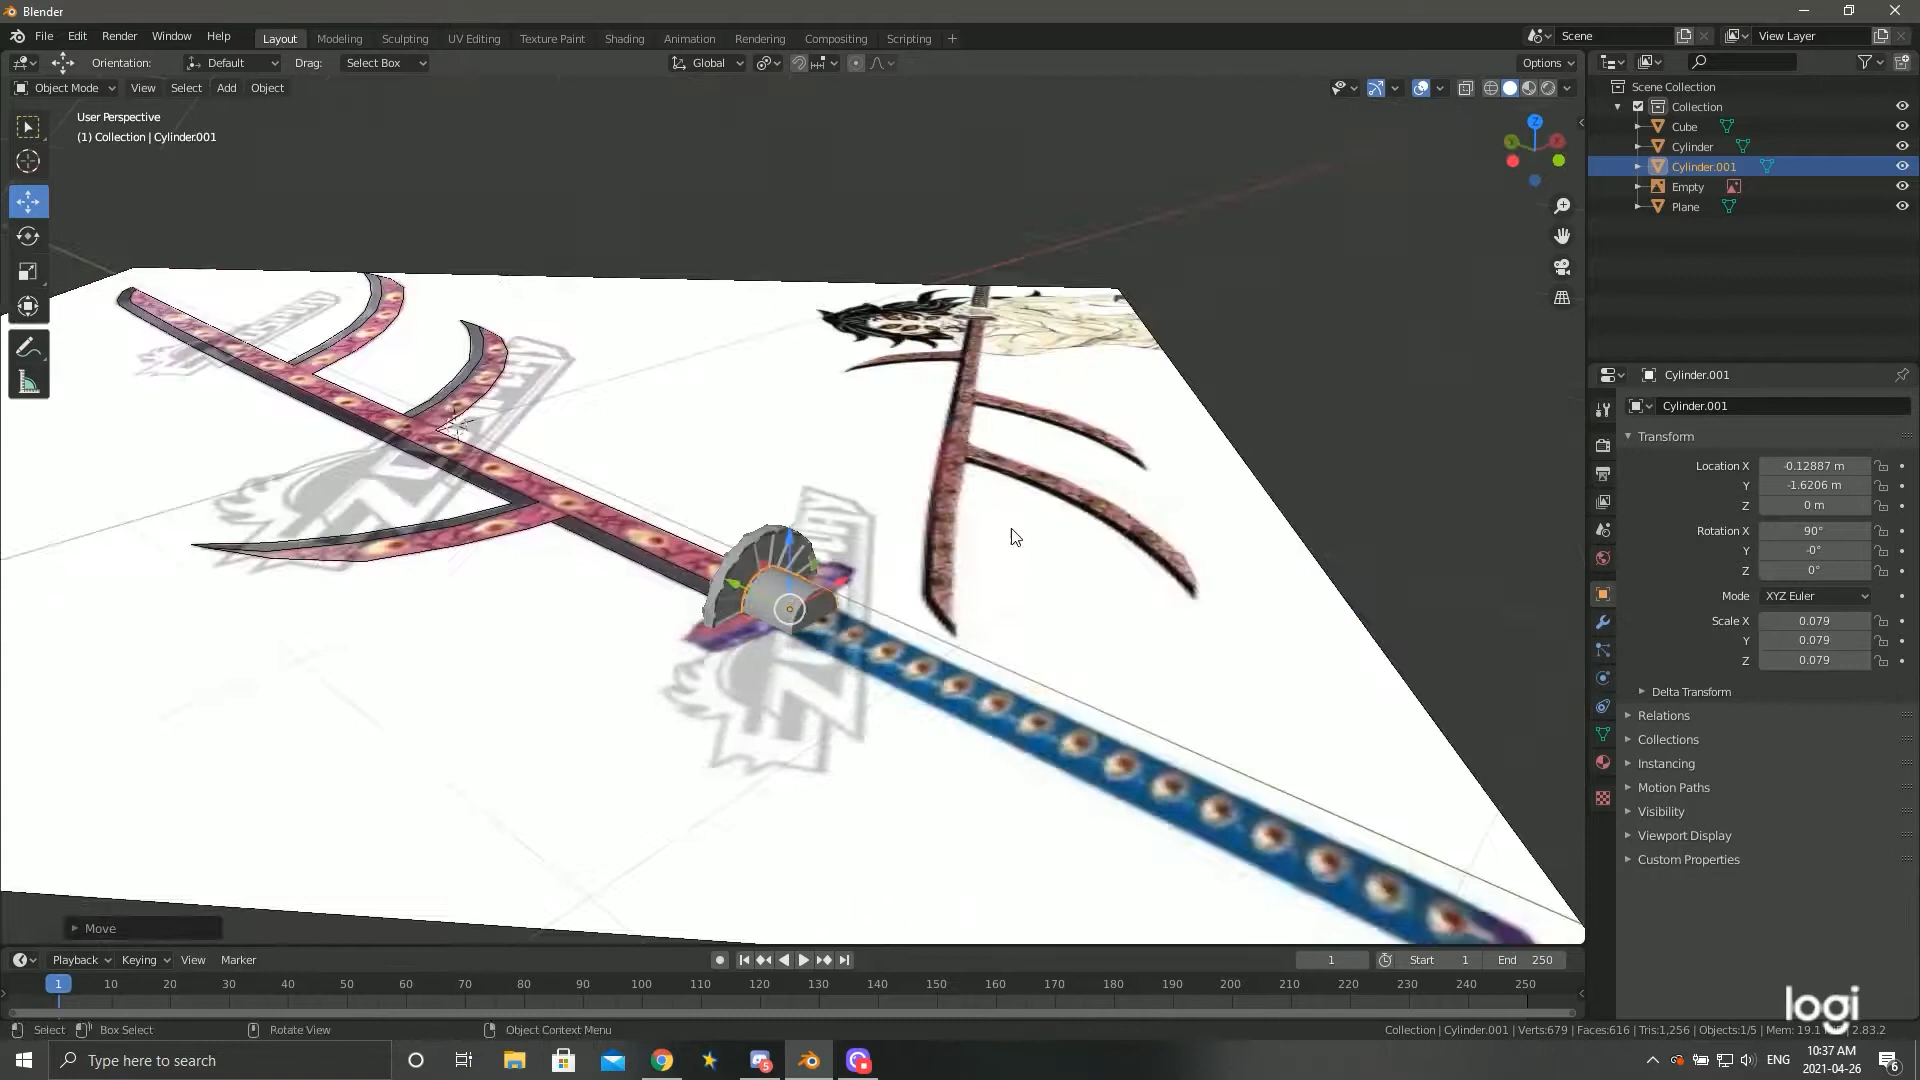 Blender
File Edit Render Window Help Layout Modeling Sculpting UV Editing Texture Paint Shading Animation Rendering Compositing Scripting + Scene View Layer
Orientation: Default Drag: Select Box Global Options
Object Mode View Select Add Object
User Perspective
(1) Collection | Cylinder.001
Z
Scene Collection
Collection
Cube
Cylinder
Cylinder.001
Empty
Plane
Cylinder.001
Cylinder.001
Transform
Location X -0.12887 m
Y -1.6206 m
Z 0 m
Rotation X 90°
Y -0°
Z 0°
Mode XYZ Euler
Scale X 0.079
Y 0.079
Z 0.079
Delta Transform
Relations
Collections
Instancing
Motion Paths
Visibility
Viewport Display
Custom Properties
Move
Playback Keying View Marker 1 Start 1 End 250
1 10 20 30 40 50 60 70 80 90 100 110 120 130 140 150 160 170 180 190 200 210 220 230 240 250
logi
Select Box Select Rotate View Object Context Menu Collection | Cylinder.001 | Verts:679 | Faces:616 | Tris:1,256 | Objects:1/5 | Mem: 19.1 | 2.83.2
Type here to search
5
ENG
10:37 AM
2021-04-26
6